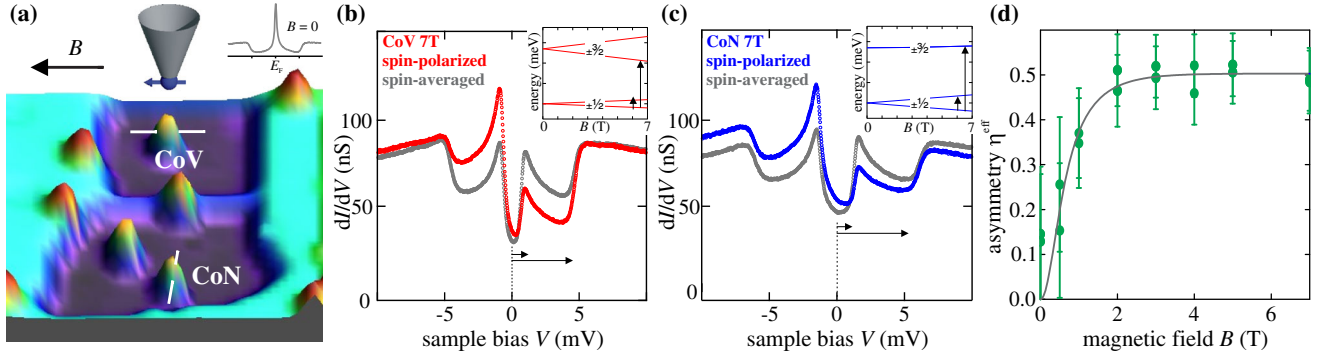 (a)
B
B = 0
E_F
CoV
CoN
(b)
CoV 7T
spin-polarized
spin-averaged
energy (meV)
±3/2
±1/2
0
B (T)
7
dI/dV (nS)
100
50
0
-5
0
5
sample bias V (mV)
(c)
CoN 7T
spin-polarized
spin-averaged
energy (meV)
±3/2
±1/2
0
B (T)
7
dI/dV (nS)
100
50
0
-5
0
5
sample bias V (mV)
(d)
asymmetry η^eff
0.5
0.4
0.3
0.2
0.1
0.0
0
2
4
6
magnetic field B (T)